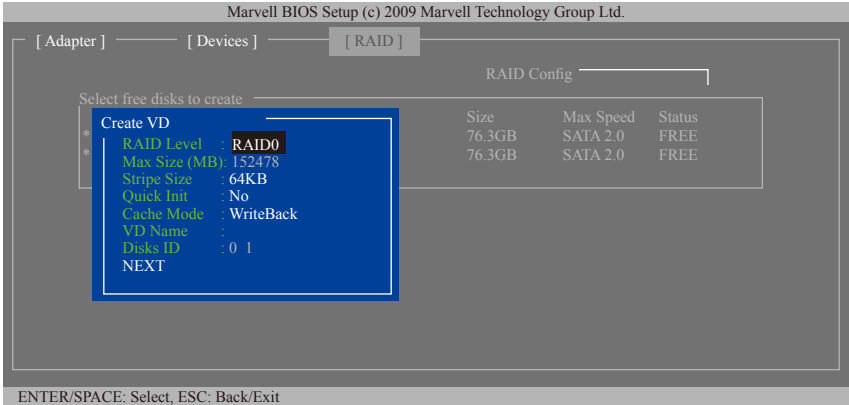 Marvell BIOS Setup (c) 2009 Marvell Technology Group Ltd.
[ Adapter ] [ Devices ] [ RAID ]
RAID Config
Select free disks to create
Size Max Speed Status
* 76.3GB SATA 2.0 FREE
* 76.3GB SATA 2.0 FREE
Create VD
RAID Level : RAID0
Max Size (MB): 152478
Stripe Size : 64KB
Quick Init : No
Cache Mode : WriteBack
VD Name :
Disks ID : 0 1
NEXT
ENTER/SPACE: Select, ESC: Back/Exit